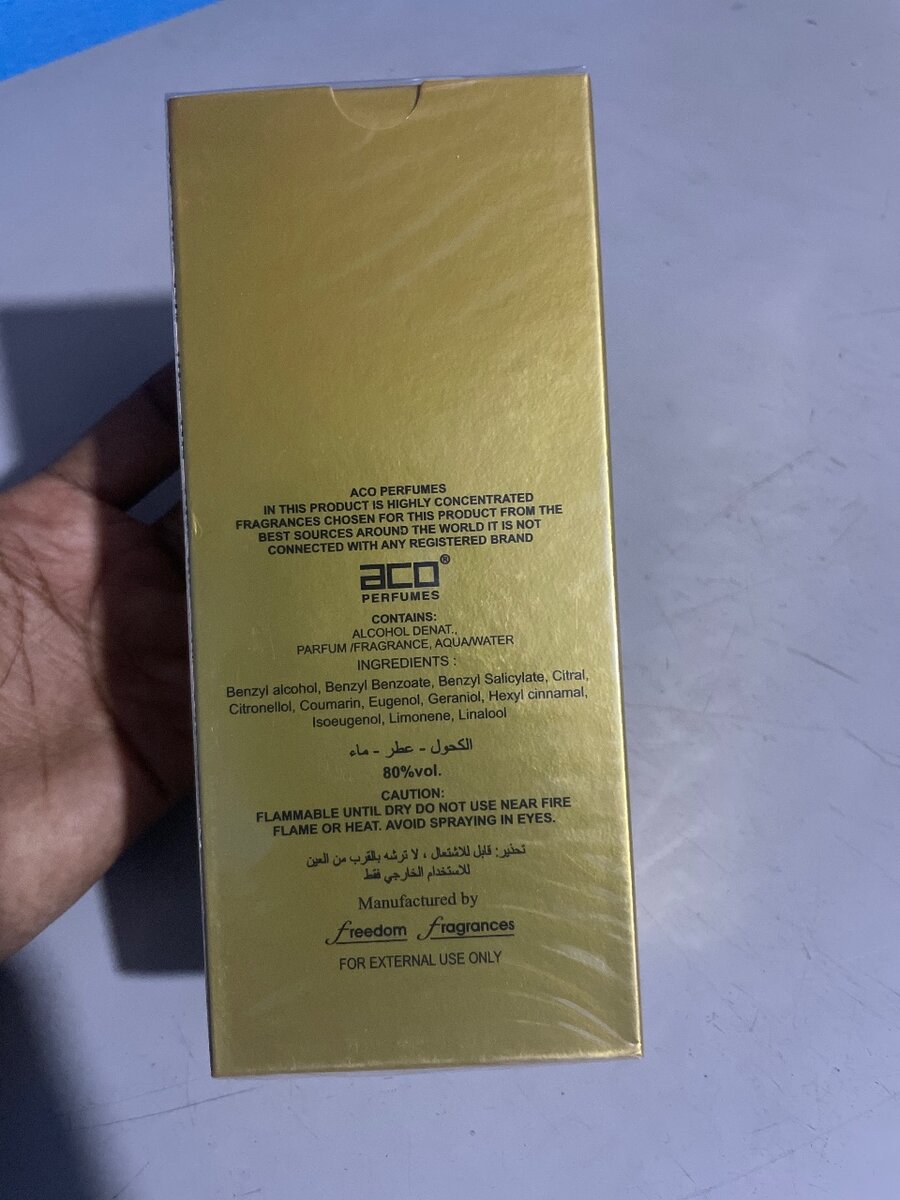 ACO PERFUMES
IN THIS PRODUCT IS HIGHLY CONCENTRATED
FRAGRANCES CHOSEN FOR THIS PRODUCT FROM THE
BEST SOURCES AROUND THE WORLD IT IS NOT
CONNECTED WITH ANY REGISTERED BRAND
aco®
PERFUMES
CONTAINS:
ALCOHOL DENAT.,
PARFUM /FRAGRANCE, AQUA/WATER
INGREDIENTS :
Benzyl alcohol, Benzyl Benzoate, Benzyl Salicylate, Citral,
Citronellol, Coumarin, Eugenol, Geraniol, Hexyl cinnamal,
Isoeugenol, Limonene, Linalool
الكحول - عطر - ماء
80%vol.
CAUTION:
FLAMMABLE UNTIL DRY DO NOT USE NEAR FIRE
FLAME OR HEAT. AVOID SPRAYING IN EYES.
تحذير: قابل للاشتعال ، لا ترشه بالقرب من العين
للاستخدام الخارجي فقط
Manufactured by
freedom fragrances
FOR EXTERNAL USE ONLY